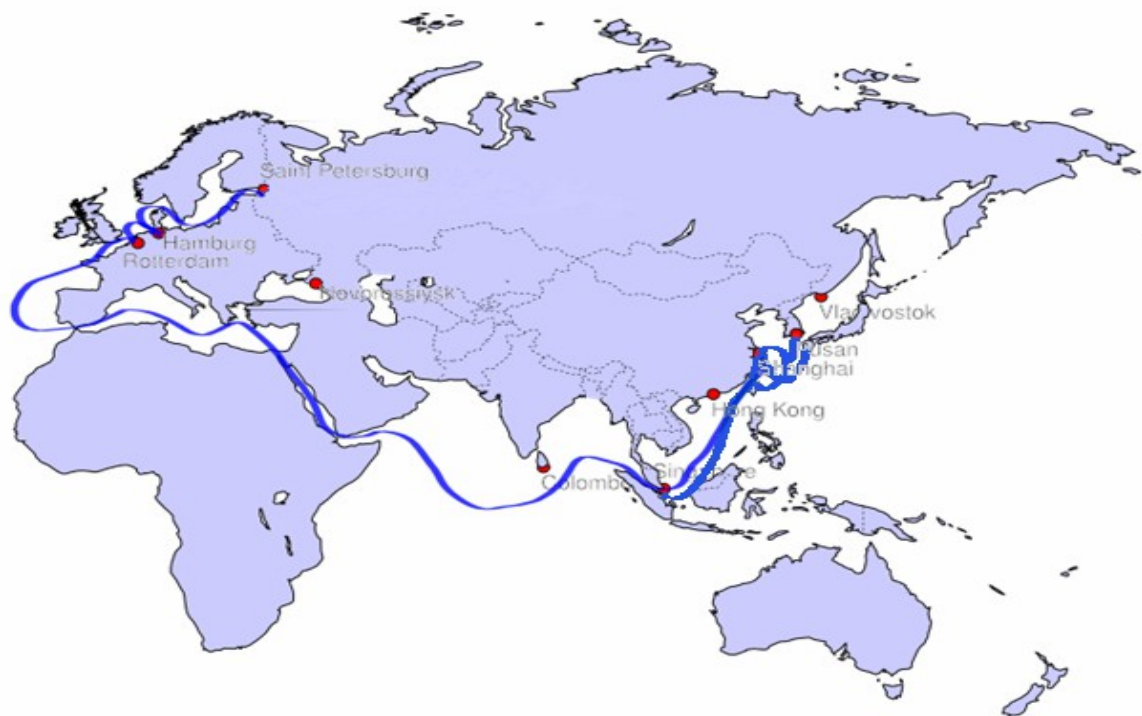 Saint Petersburg
Hamburg
Rotterdam
Novorossiysk
Vladivostok
Busan
Shanghai
Hong Kong
Singapore
Colombo